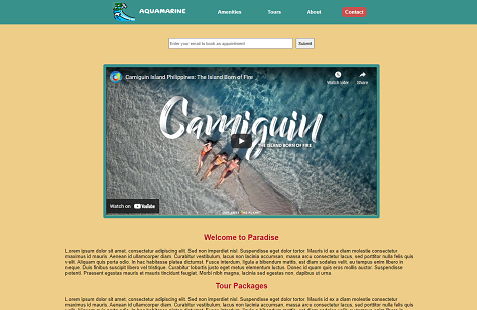 AQUAMARINE
Amenities
Tours
About
Contact
Enter your email to book an appointment
Submit
Camiguin Island Philippines: The Island Born of Fire
Watch later
Share
Camiguin
THE ISLAND BORN OF FIRE
Watch on YouTube
Welcome to Paradise
Lorem ipsum dolor sit amet, consectetur adipiscing elit. Sed non imperdiet nisl. Suspendisse eget dolor tortor. Mauris id ex a diam molestie consectetur
maximus id mauris. Aenean id ullamcorper diam. Curabitur vestibulum, lacus non lacinia accumsan, massa arcu consectetur lacus, sed porttitor nulla felis quis
velit. Aliquam quis porta odio. In hac habitasse platea dictumst. Fusce interdum, ligula a bibendum mattis, est diam sodales velit, eu tempus enim libero in
neque. Duis finibus suscipit libero vel tristique. Curabitur lobortis justo eget metus elementum luctus. Donec id quam quis eros mollis auctor. Suspendisse
potenti. Praesent egestas mauris et mauris tincidunt feugiat. Morbi nibh magna, lacinia sed egestas non, dapibus ut urna.
Tour Packages
Lorem ipsum dolor sit amet, consectetur adipiscing elit. Sed non imperdiet nisl. Suspendisse eget dolor tortor. Mauris id ex a diam molestie consectetur
maximus id mauris. Aenean id ullamcorper diam. Curabitur vestibulum, lacus non lacinia accumsan, massa arcu consectetur lacus, sed porttitor nulla felis quis